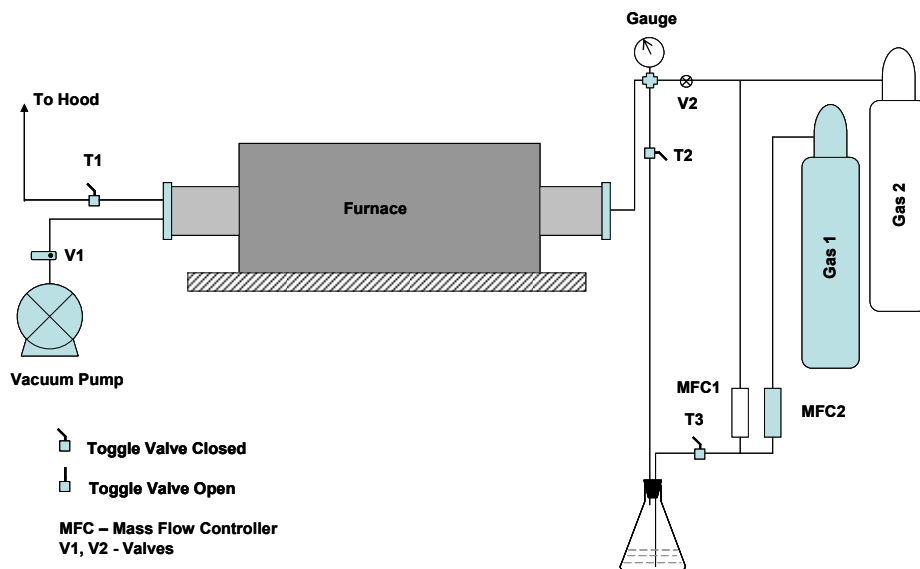 Gauge
To Hood
V2
T1
T2
Furnace
Gas 2
Gas 1
V1
Vacuum Pump
MFC1
MFC2
T3
Toggle Valve Closed
Toggle Valve Open
MFC – Mass Flow Controller
V1, V2 - Valves